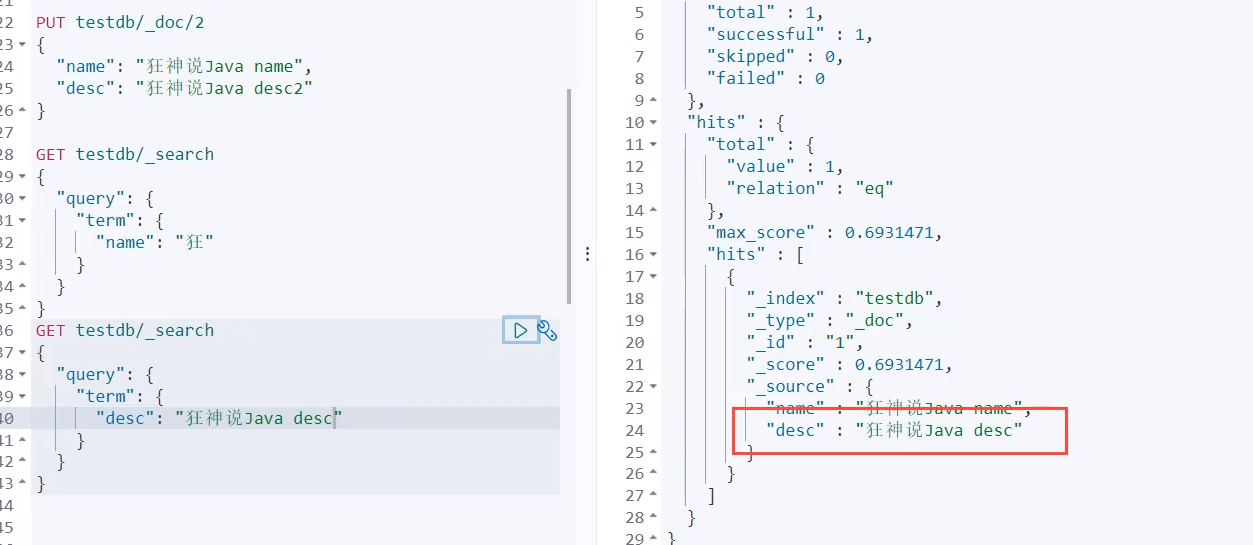 21
22 PUT testdb/_doc/2
23 {
24 "name": "狂神说Java name",
25 "desc": "狂神说Java desc2"
26 }
27
28 GET testdb/_search
29 {
30 "query": {
31 "term": {
32 "name": "狂"
33 }
34 }
35 }
36 GET testdb/_search
37 {
38 "query": {
39 "term": {
40 "desc": "狂神说Java desc"
41 }
42 }
43 }
44
45
5 "total" : 1,
6 "successful" : 1,
7 "skipped" : 0,
8 "failed" : 0
9 },
10 "hits" : {
11 "total" : {
12 "value" : 1,
13 "relation" : "eq"
14 },
15 "max_score" : 0.6931471,
16 "hits" : [
17 {
18 "_index" : "testdb",
19 "_type" : "_doc",
20 "_id" : "1",
21 "_score" : 0.6931471,
22 "_source" : {
23 "name" : "狂神说Java name",
24 "desc" : "狂神说Java desc"
25 }
26 }
27 ]
28 }
29 }